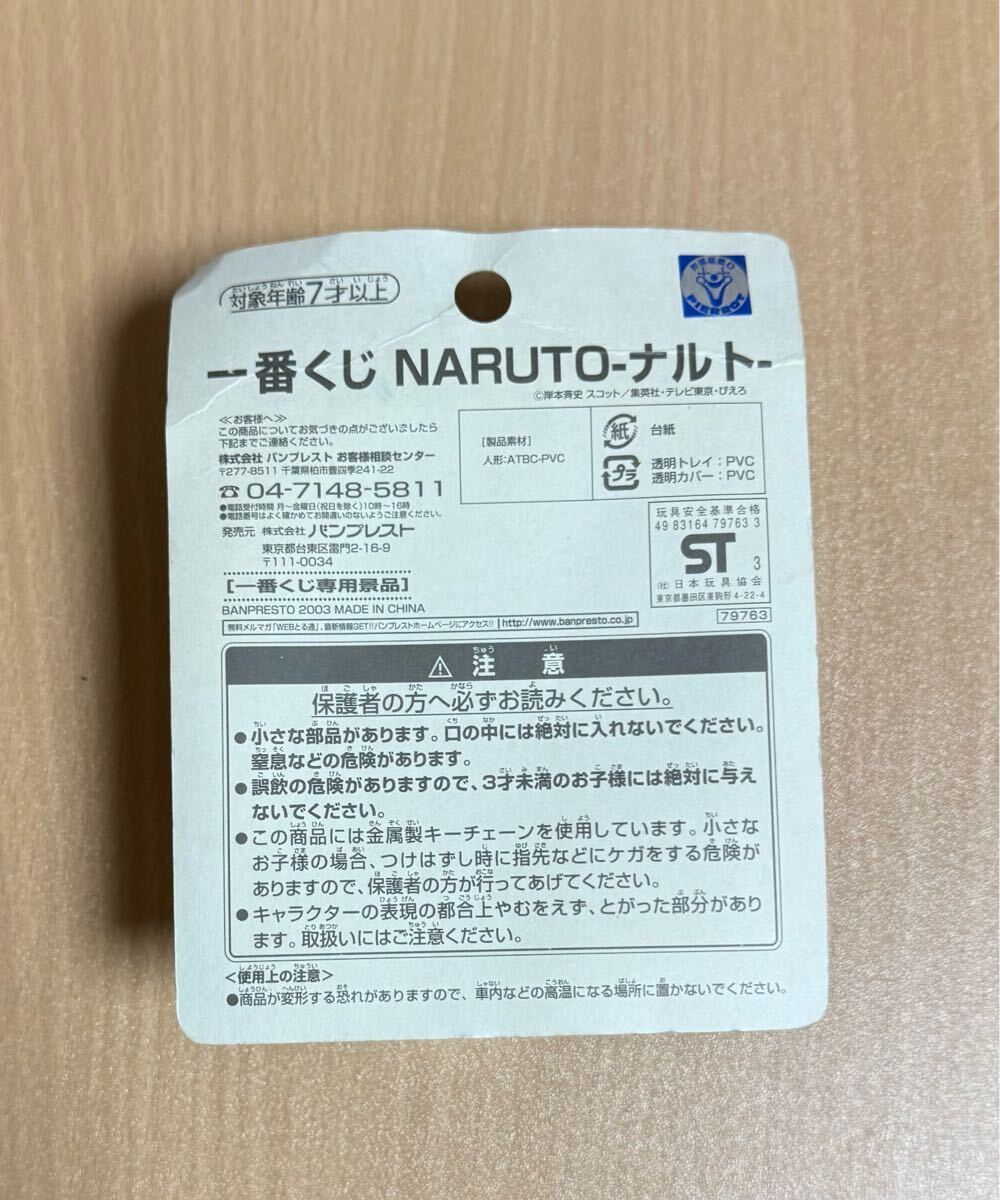 対象年齢7才以上
PIERROT
一番くじ NARUTO-ナルト-
©岸本斉史 スコット/集英社・テレビ東京・ぴえろ
≪お客様へ≫
この商品についてお気づきの点がございましたら
下記までご連絡ください。
株式会社 バンプレスト お客様相談センター
〒277-8511 千葉県柏市豊四季241-22
☎ 04-7148-5811
●電話受付時間 月~金曜日(祝日を除く)10時~16時
●電話番号はよく確かめてお間違いのないようご注意ください。
発売元 株式会社 バンプレスト
東京都台東区雷門2-16-9
〒111-0034
[一番くじ専用景品]
BANPRESTO 2003 MADE IN CHINA
無料メルマガ「WEBとる通」、最新情報GET!!バンプレストホームページにアクセス!! http://www.banpresto.co.jp
[製品素材]
人形:ATBC-PVC
紙 台紙
プラ 透明トレイ:PVC
透明カバー:PVC
玩具安全基準合格
49 83164 79763 3
ST 3
(社)日本玩具協会
東京都墨田区東駒形4-22-4
79763
⚠ 注意
保護者の方へ必ずお読みください。
●小さな部品があります。口の中には絶対に入れないでください。
窒息などの危険があります。
●誤飲の危険がありますので、3才未満のお子様には絶対に与え
ないでください。
●この商品には金属製キーチェーンを使用しています。小さな
お子様の場合、つけはずし時に指先などにケガをする危険が
ありますので、保護者の方が行ってあげてください。
●キャラクターの表現の都合上やむをえず、とがった部分があり
ます。取扱いにはご注意ください。
<使用上の注意>
●商品が変形する恐れがありますので、車内などの高温になる場所に置かないでください。